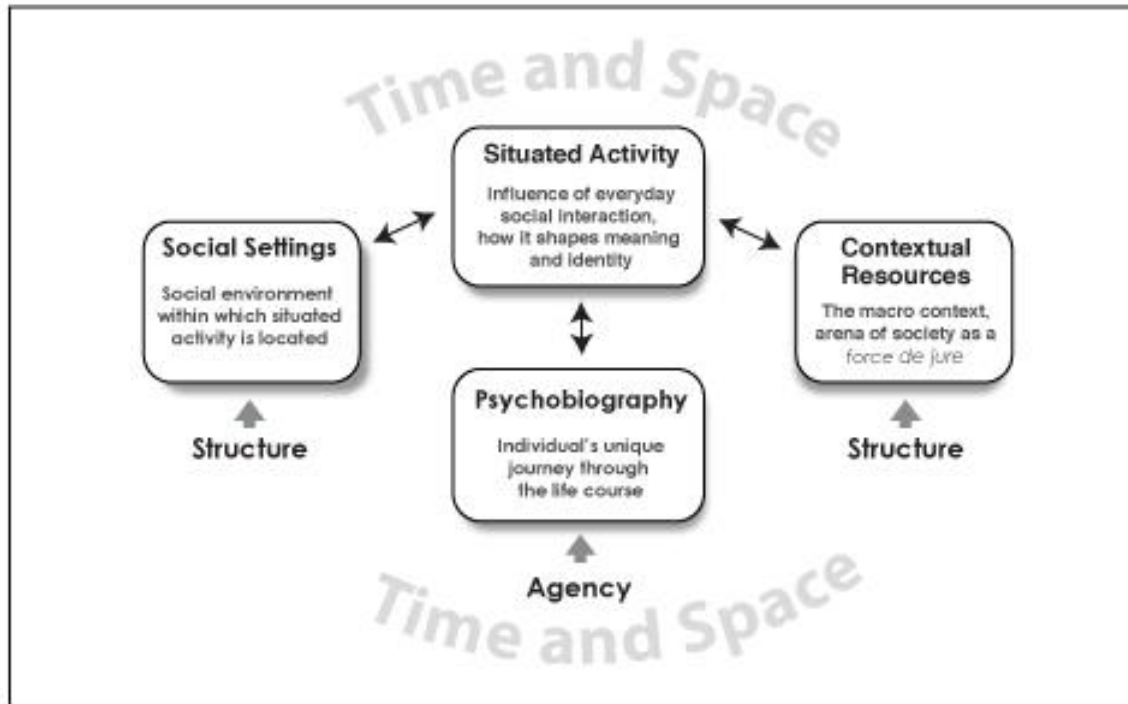 Time and Space
Situated Activity
Influence of everyday
social interaction,
how it shapes meaning
and identity
Social Settings
Social environment
within which situated
activity is located
Contextual
Resources
The macro context,
arena of society as a
force de jure
Psychobiography
Individual's unique
journey through
the life course
Structure
Structure
Agency
Time and Space